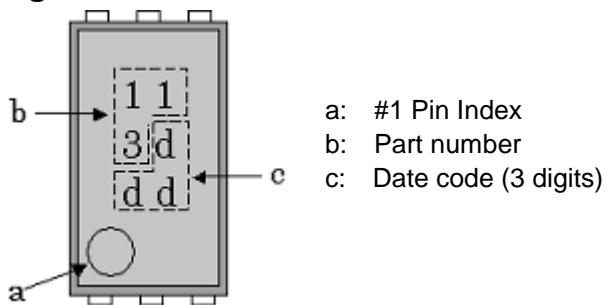 g
b
1 1
3 d
d d
c
a
a: #1 Pin Index
b: Part number
c: Date code (3 digits)